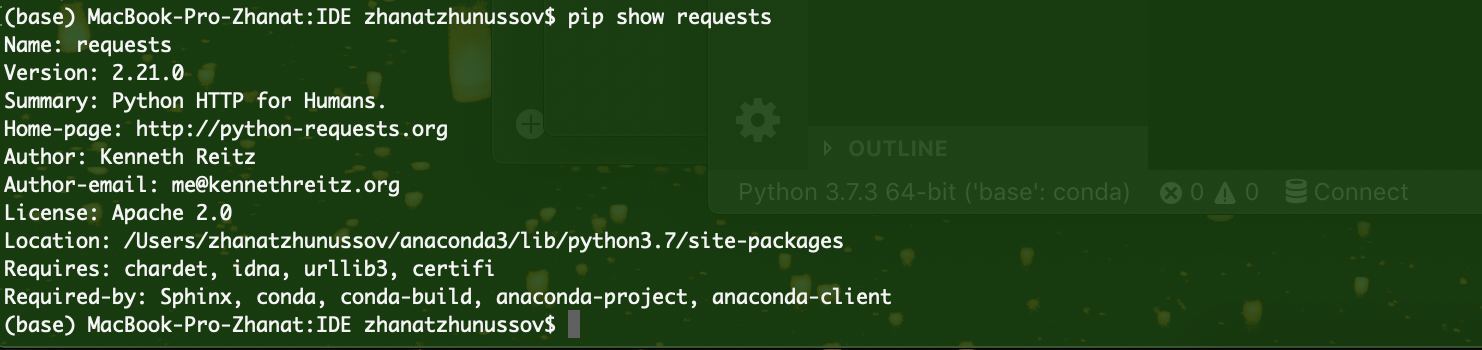 (base) MacBook-Pro-Zhanat:IDE zhanatzhunussov$ pip show requests
Name: requests
Version: 2.21.0
Summary: Python HTTP for Humans.
Home-page: http://python-requests.org
Author: Kenneth Reitz
Author-email: me@kennethreitz.org
License: Apache 2.0
Location: /Users/zhanatzhunussov/anaconda3/lib/python3.7/site-packages
Requires: chardet, idna, urllib3, certifi
Required-by: Sphinx, conda, conda-build, anaconda-project, anaconda-client
(base) MacBook-Pro-Zhanat:IDE zhanatzhunussov$
OUTLINE
Python 3.7.3 64-bit ('base': conda) 0 0 Connect